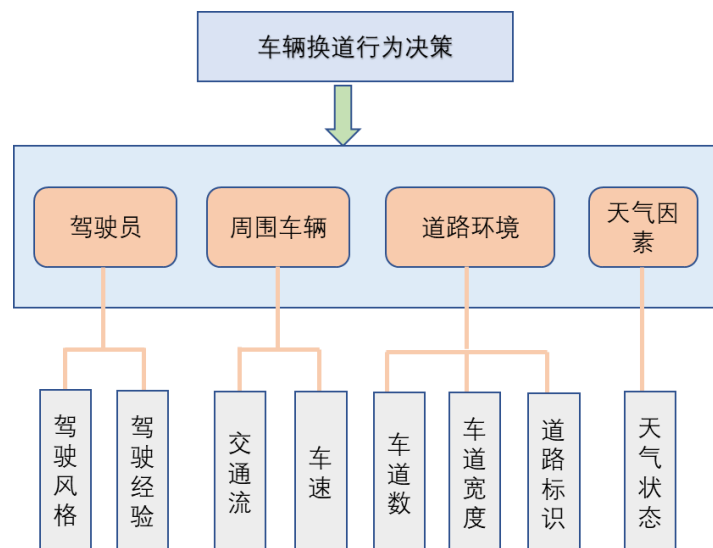 车辆换道行为决策
驾驶员
周围车辆
道路环境
天气因
素
驾驶风格
驾驶经验
交通流
车速
车道数
车道宽度
道路标识
天气状态